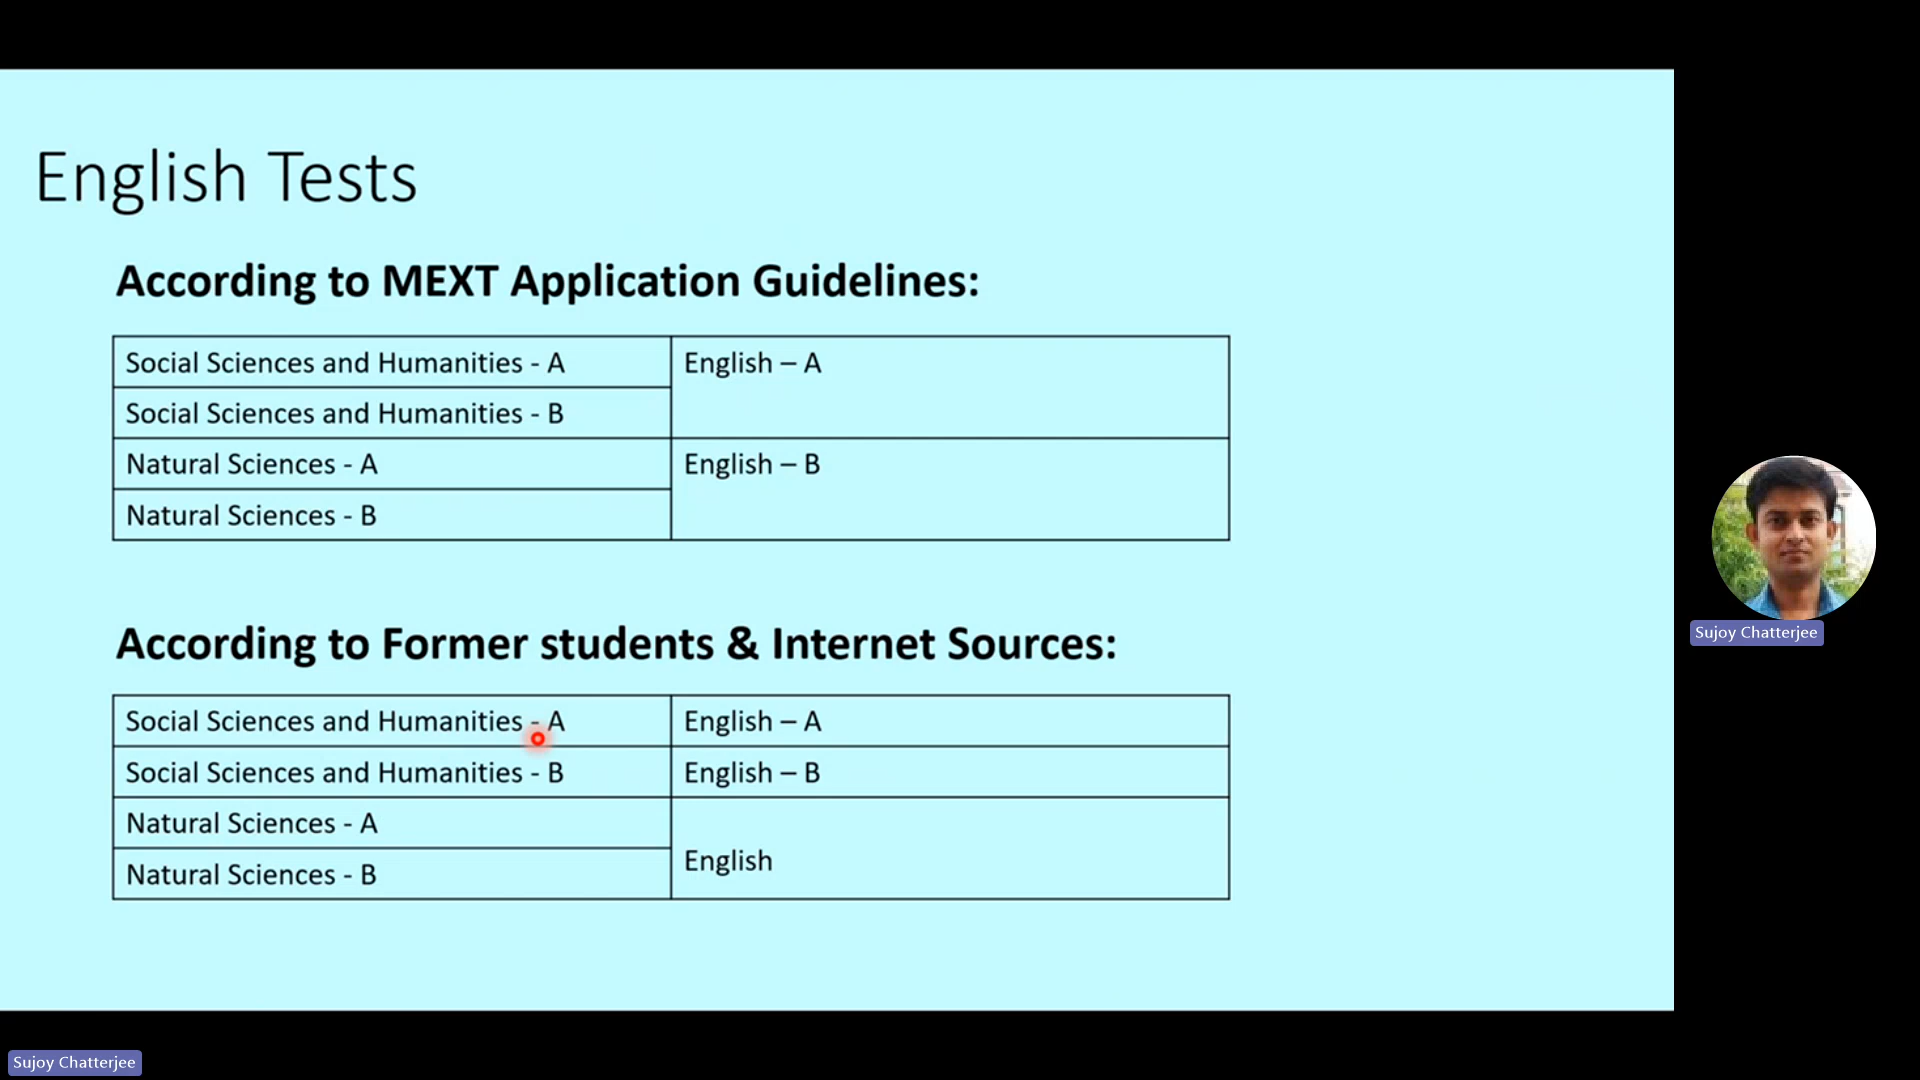 English Tests
According to MEXT Application Guidelines:
Social Sciences and Humanities - A
English – A
Social Sciences and Humanities - B
Natural Sciences - A
English – B
Natural Sciences - B
According to Former students & Internet Sources:
Social Sciences and Humanities - A
English – A
Social Sciences and Humanities - B
English – B
Natural Sciences - A
English
Natural Sciences - B
Sujoy Chatterjee
Sujoy Chatterjee